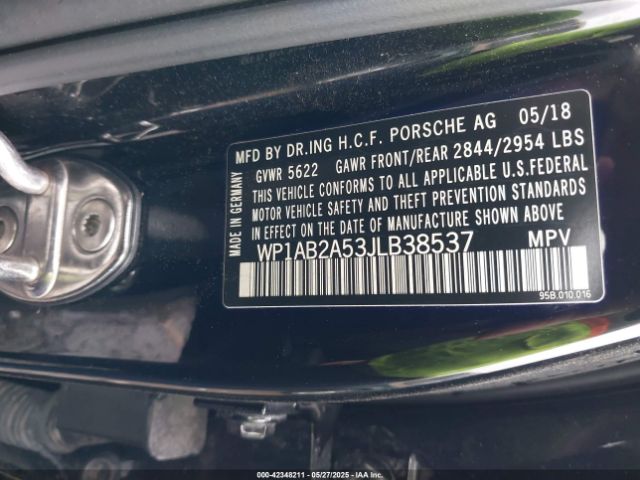 MFD BY DR.ING H.C.F. PORSCHE AG 05/18
GVWR 5622 GAWR FRONT/REAR 2844/2954 LBS
THIS VEHICLE CONFORMS TO ALL APPLICABLE U.S.FEDERAL
MOTOR VEHICLE SAFETY AND THEFT PREVENTION STANDARDS
IN EFFECT ON THE DATE OF MANUFACTURE SHOWN ABOVE
WP1AB2A53JLB38537 MPV
95B.010.016
MADE IN GERMANY
000-42348211 - 05/27/2025 - IAAI.COM